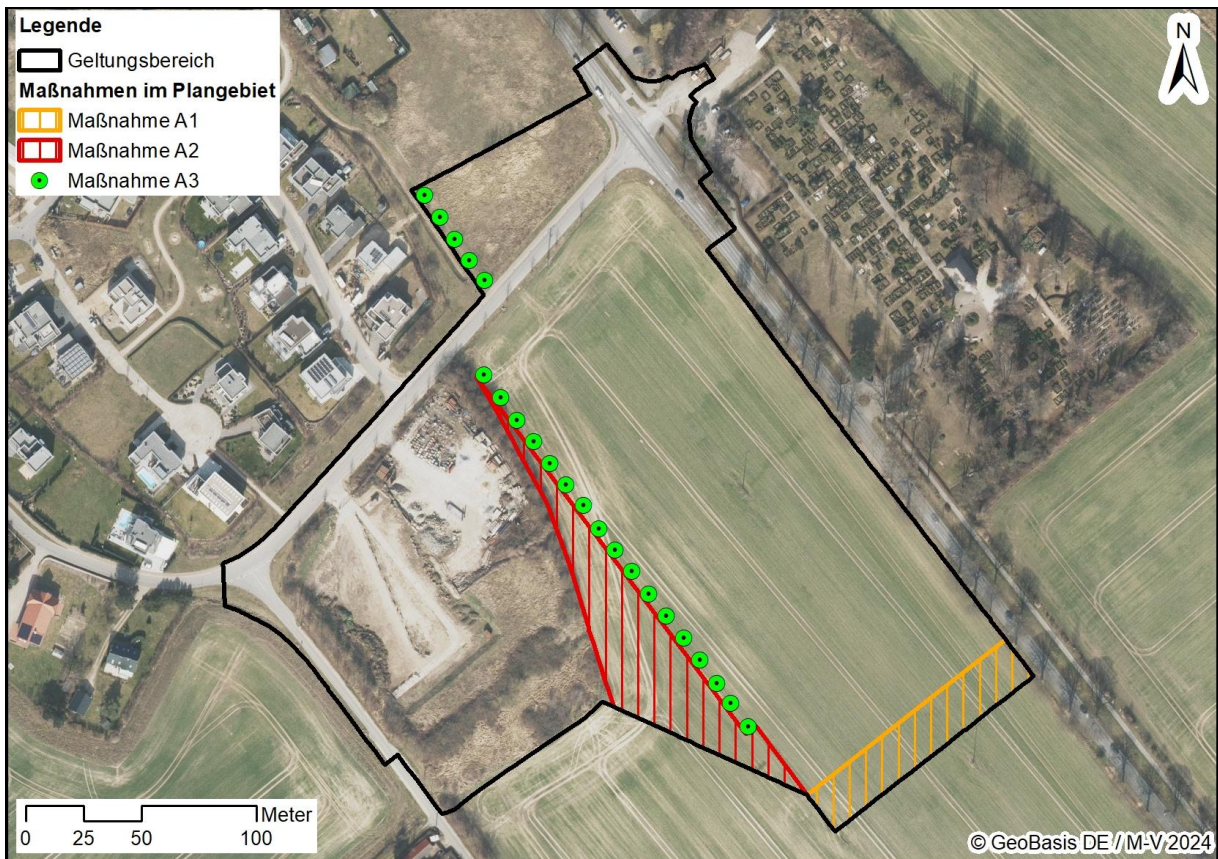 Legende
Geltungsbereich
Maßnahmen im Plangebiet
Maßnahme A1
Maßnahme A2
Maßnahme A3
N
Meter
0 25 50 100
© GeoBasis DE / M-V 2024